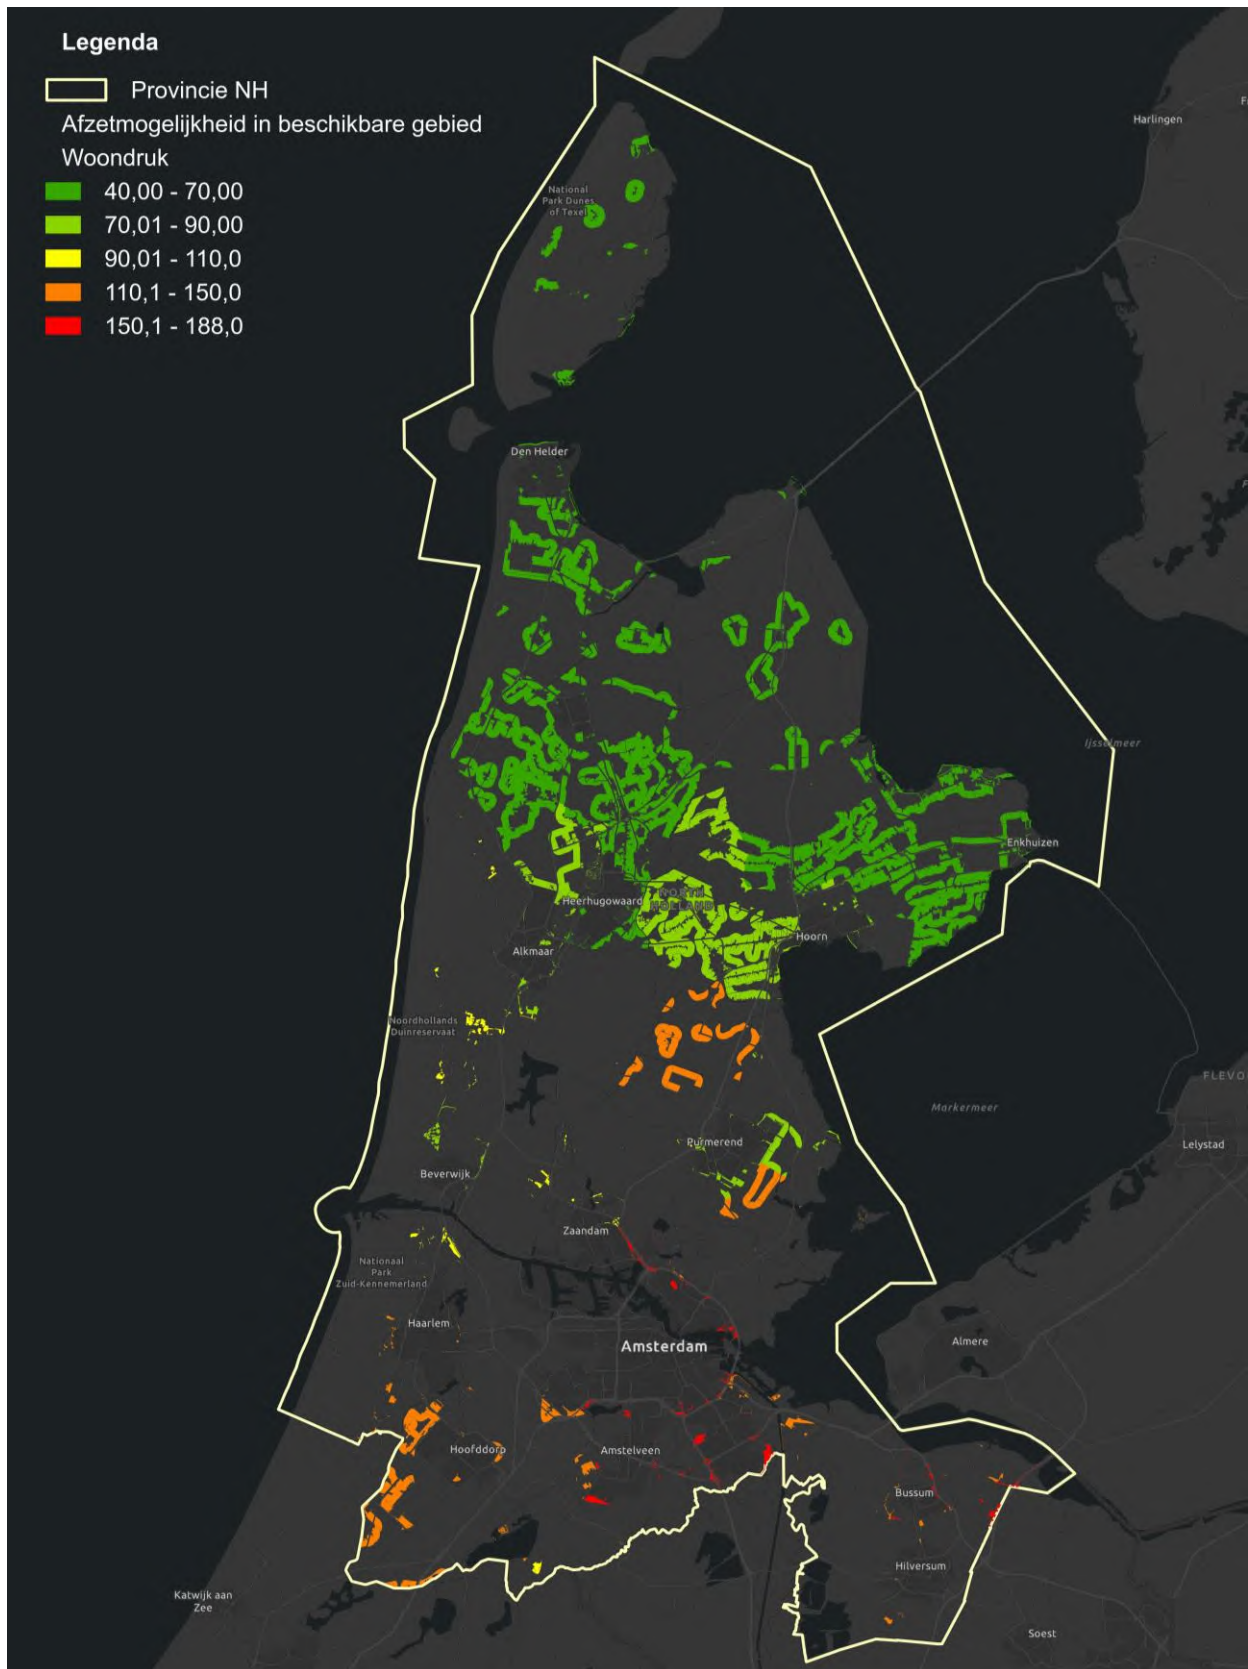 Legenda
Provincie NH
Afzetmogelijkheid in beschikbare gebied
Woondruk
40,00 - 70,00
70,01 - 90,00
90,01 - 110,0
110,1 - 150,0
150,1 - 188,0
Harlingen
National
Park Dunes
of Texel
Den Helder
IJsselmeer
Enkhuizen
NORTH
HOLLAND
Heerhugowaard
Hoorn
Alkmaar
Noordhollands
Duinreservaat
FLEVO
Markermeer
Purmerend
Lelystad
Beverwijk
Zaandam
Nationaal
Park
Zuid-Kennemerland
Haarlem
Amsterdam
Almere
Hoofddorp
Amstelveen
Bussum
Hilversum
Katwijk aan
Zee
Soest